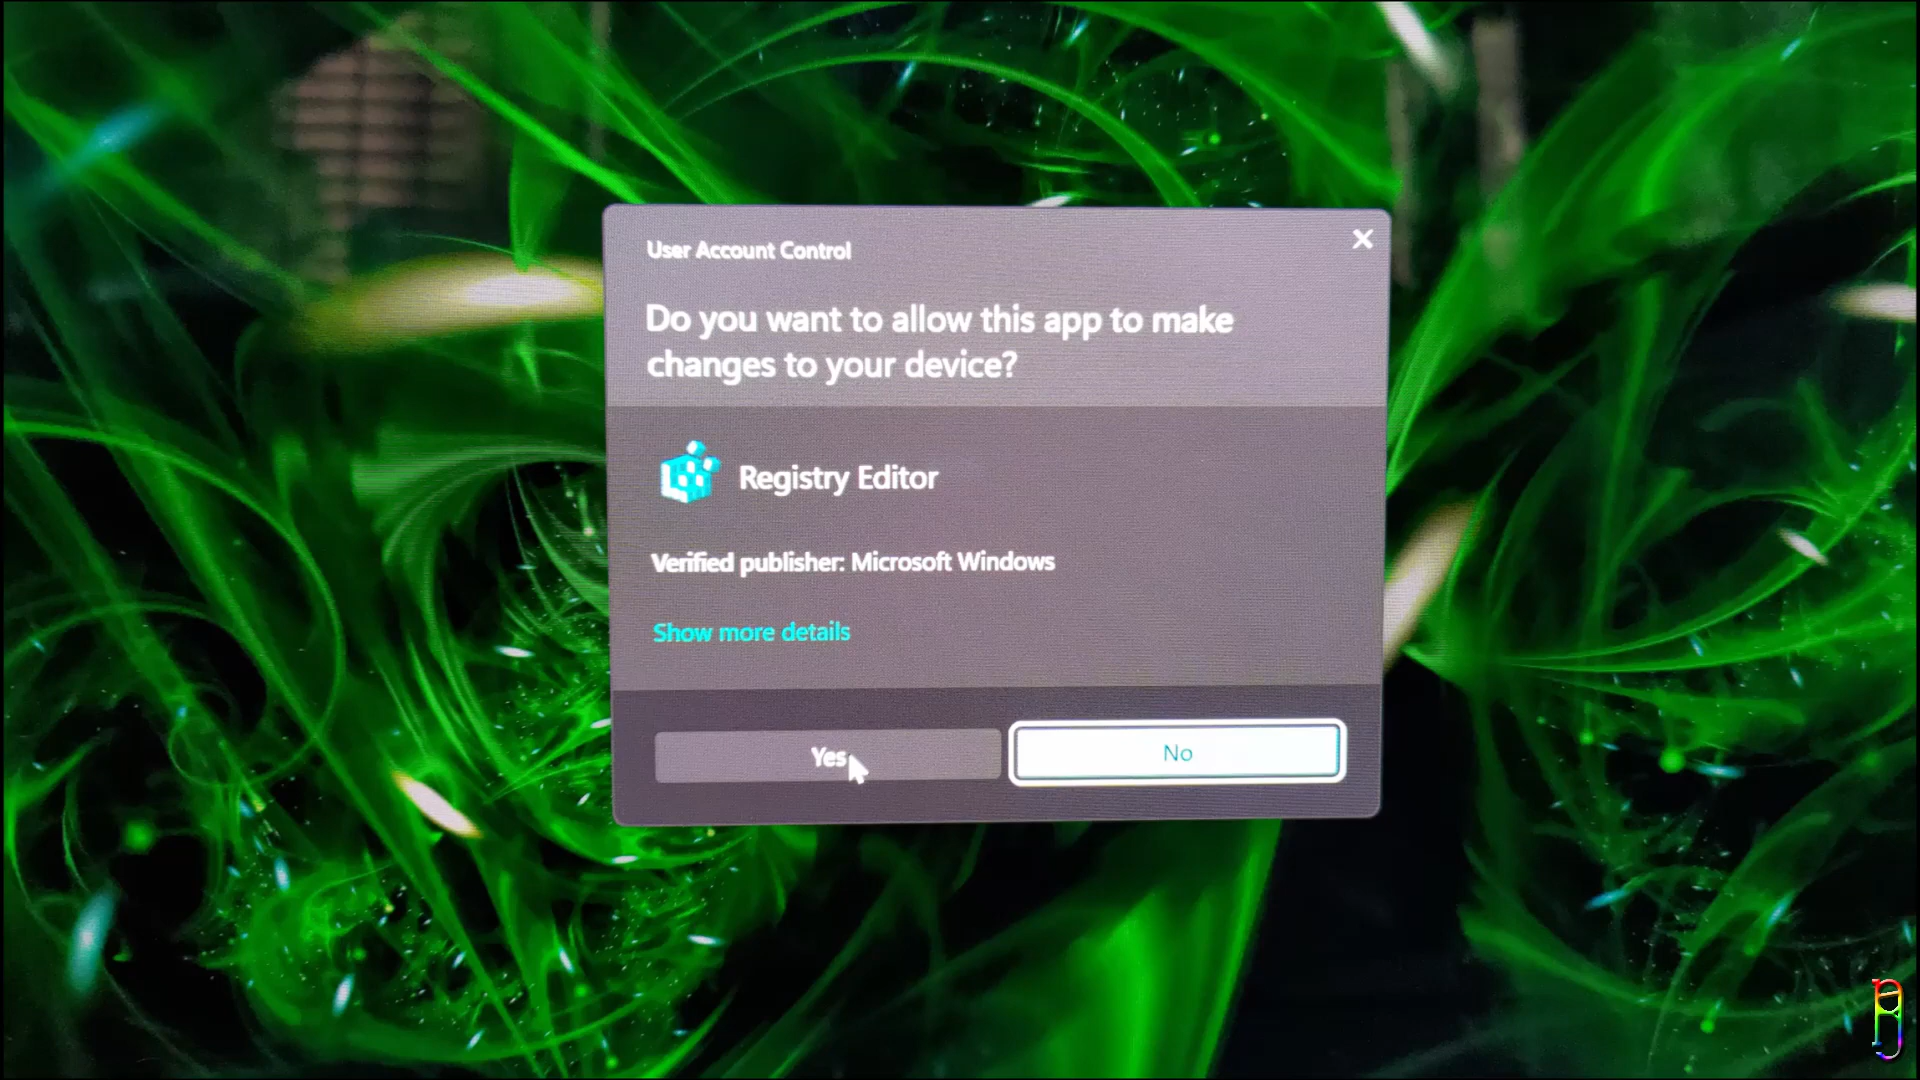 User Account Control
Do you want to allow this app to make
changes to your device?
Registry Editor
Verified publisher: Microsoft Windows
Show more details
Yes
No